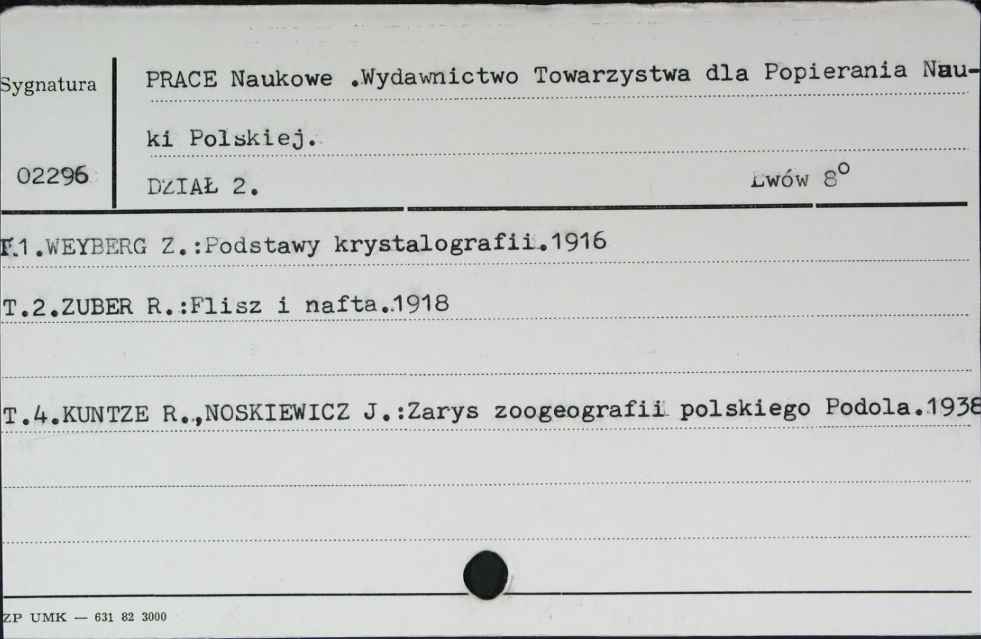 Sygnatura
PRACE Naukowe .Wydawnictwo Towarzystwa dla Popierania Nau-
ki Polskiej.
02296
DZIAŁ 2. Lwów 8°
T.1.WEYBERG Z.:Podstawy krystalografii.1916
T.2.ZUBER R.:Flisz i nafta.1918
T.4.KUNTZE R.,NOSKIEWICZ J.:Zarys zoogeografii polskiego Podola.1938
ZP UMK — 631 82 3000